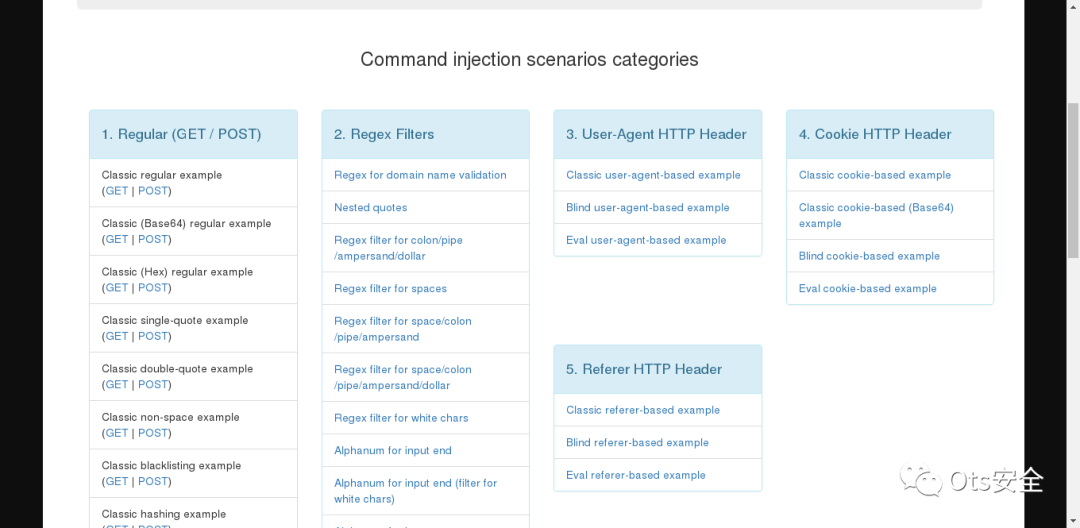 Command injection scenarios categories
1. Regular (GET / POST)
Classic regular example
(GET | POST)
Classic (Base64) regular example
(GET | POST)
Classic (Hex) regular example
(GET | POST)
Classic single-quote example
(GET | POST)
Classic double-quote example
(GET | POST)
Classic non-space example
(GET | POST)
Classic blacklisting example
(GET | POST)
Classic hashing example
(GET | POST)
2. Regex Filters
Regex for domain name validation
Nested quotes
Regex filter for colon/pipe
/ampersand/dollar
Regex filter for spaces
Regex filter for space/colon
/pipe/ampersand
Regex filter for space/colon
/pipe/ampersand/dollar
Regex filter for white chars
Alphanum for input end
Alphanum for input end (filter for
white chars)
3. User-Agent HTTP Header
Classic user-agent-based example
Blind user-agent-based example
Eval user-agent-based example
4. Cookie HTTP Header
Classic cookie-based example
Classic cookie-based (Base64)
example
Blind cookie-based example
Eval cookie-based example
5. Referer HTTP Header
Classic referer-based example
Blind referer-based example
Eval referer-based example
Ots安全